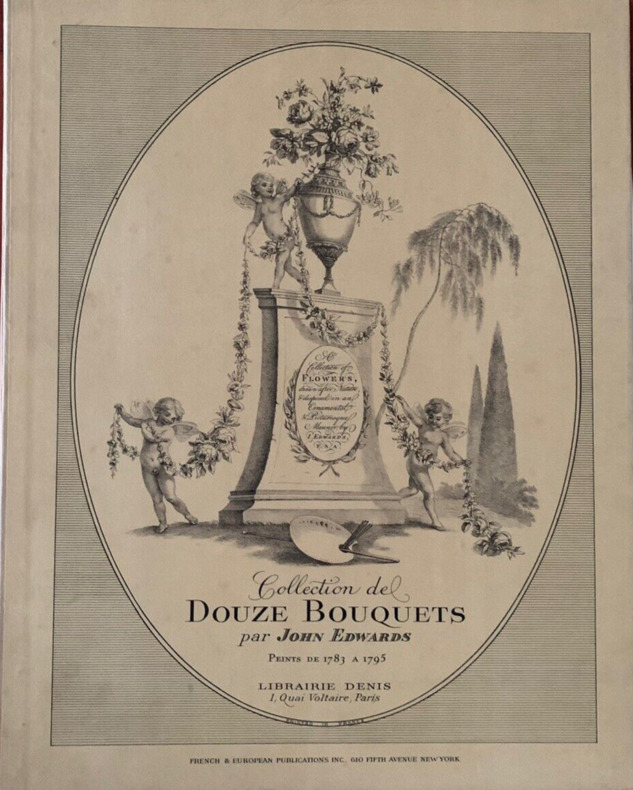 A
Collection of
FLOWERS,
drawn after Nature
& disposed in an
Ornamental
& Picturesque
Manner by
I. EDWARDS,
F.S.A.
Collection de
DOUZE BOUQUETS
par JOHN EDWARDS
PEINTS DE 1783 A 1795
LIBRAIRIE DENIS
1, Quai Voltaire, Paris
PRINTED IN FRANCE
FRENCH & EUROPEAN PUBLICATIONS INC. 610 FIFTH AVENUE NEW YORK